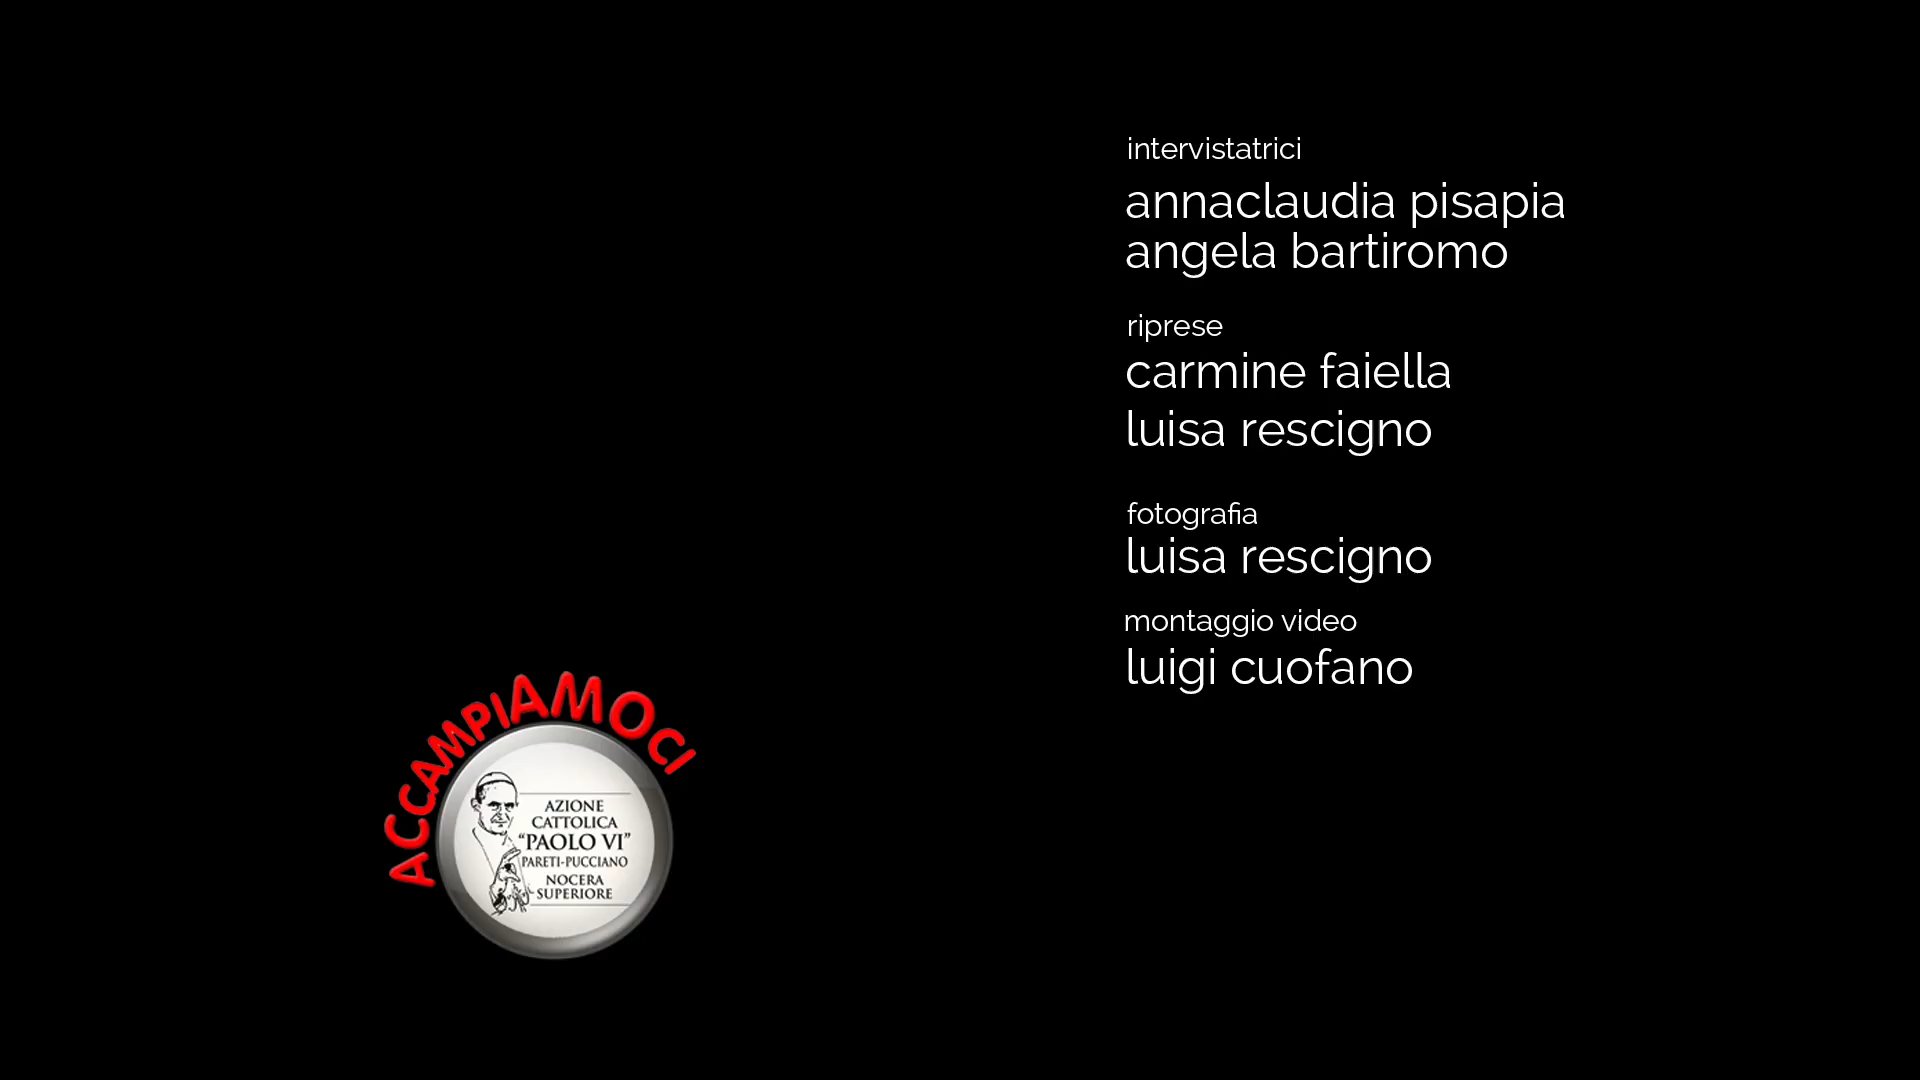 intervistatrici
annaclaudia pisapia
angela bartiromo
riprese
carmine faiella
luisa rescigno
fotografia
luisa rescigno
montaggio video
luigi cuofano
ACCAMPIAMOCI
AZIONE
CATTOLICA
"PAOLO VI"
PARETI-PUCCIANO
NOCERA
SUPERIORE